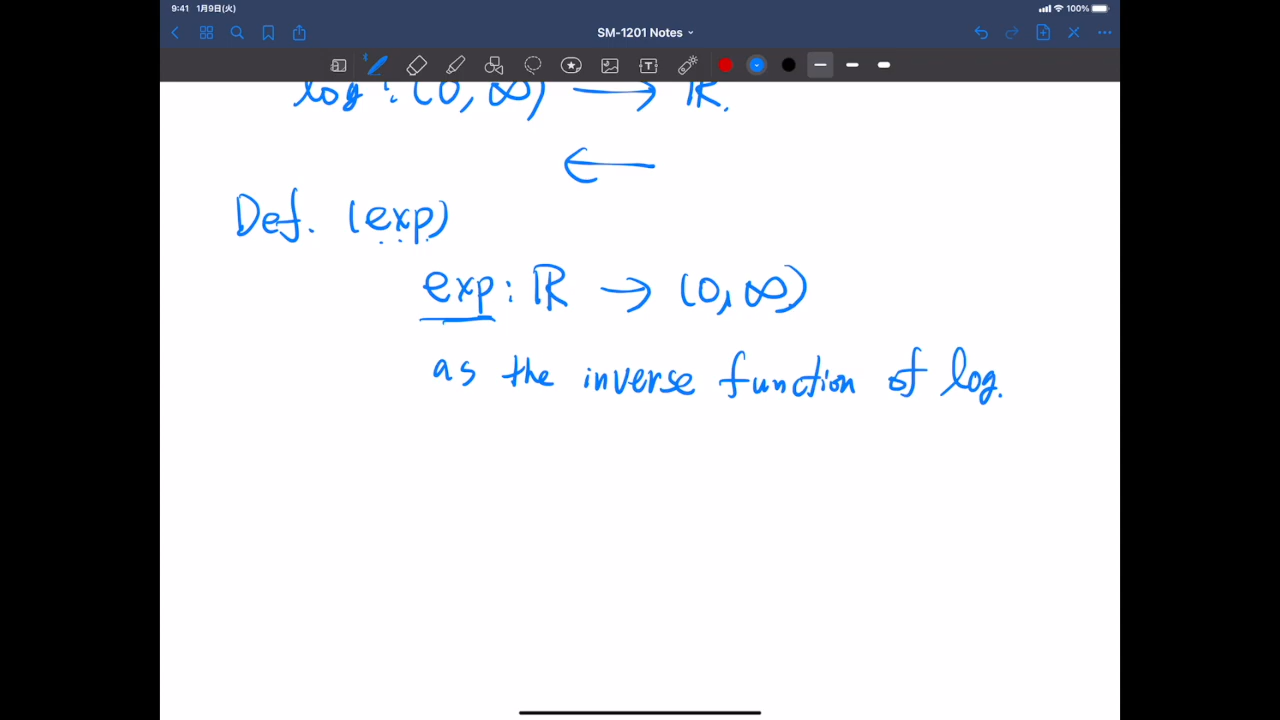 9:41 1月9日(火) 100%
SM-1201 Notes
log : (0, ∞) ⟶ ℝ.
⟵
Def. (exp)
exp : ℝ → (0, ∞)
as the inverse function of log.